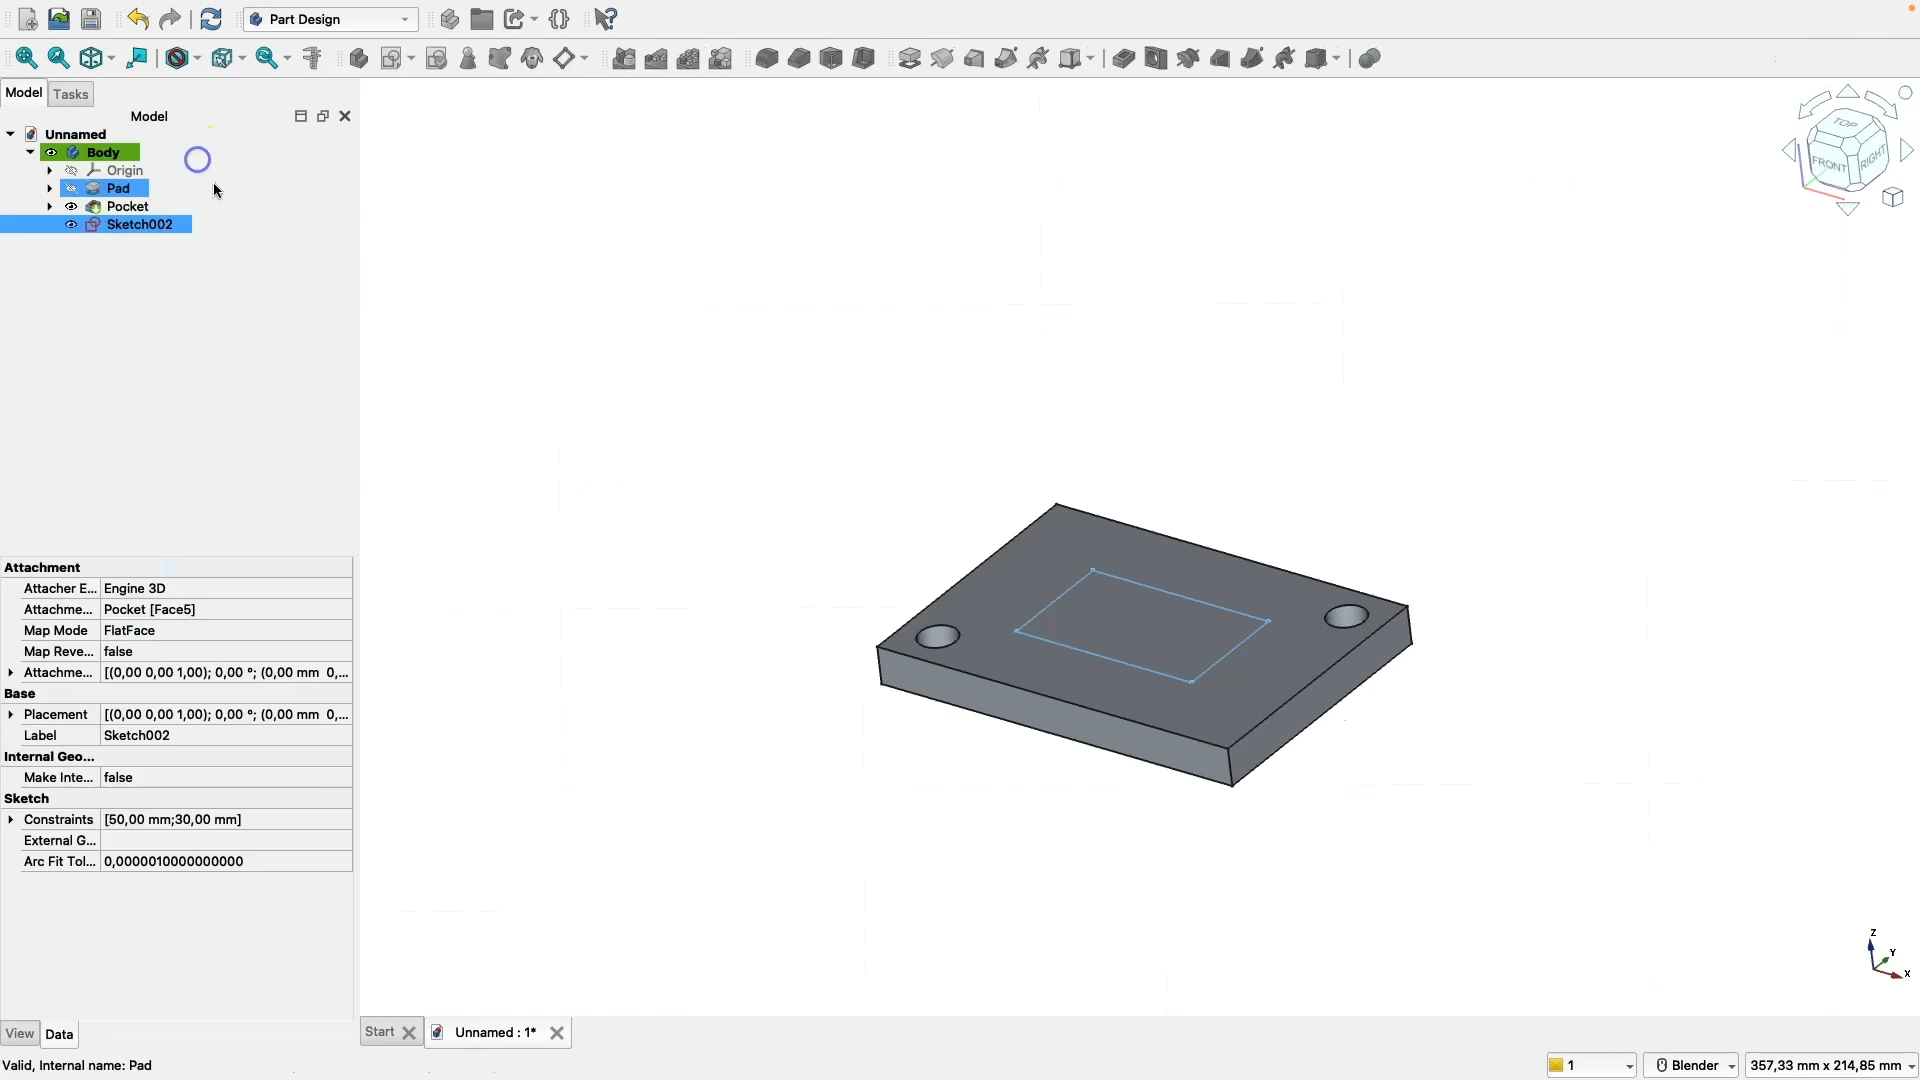 Part Design
Model
Tasks
Model
Unnamed
Body
Origin
Pad
Pocket
Sketch002
Attachment
Attacher E... Engine 3D
Attachme... Pocket [Face5]
Map Mode FlatFace
Map Reve... false
Attachme... [(0,00 0,00 1,00); 0,00 °; (0,00 mm 0,...
Base
Placement [(0,00 0,00 1,00); 0,00 °; (0,00 mm 0,...
Label Sketch002
Internal Geo...
Make Inte... false
Sketch
Constraints [50,00 mm;30,00 mm]
External G...
Arc Fit Tol... 0,0000010000000000
View
Data
Start
Unnamed : 1*
Valid, Internal name: Pad
1
Blender
357,33 mm x 214,85 mm
TOP
FRONT
RIGHT
Z
Y
X